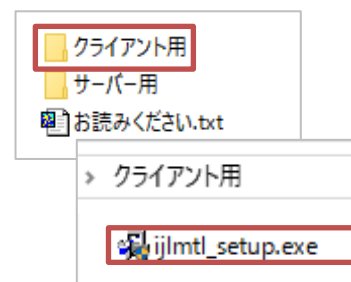 クライアント用
サーバー用
お読みください.txt
> クライアント用
ijlmtl_setup.exe